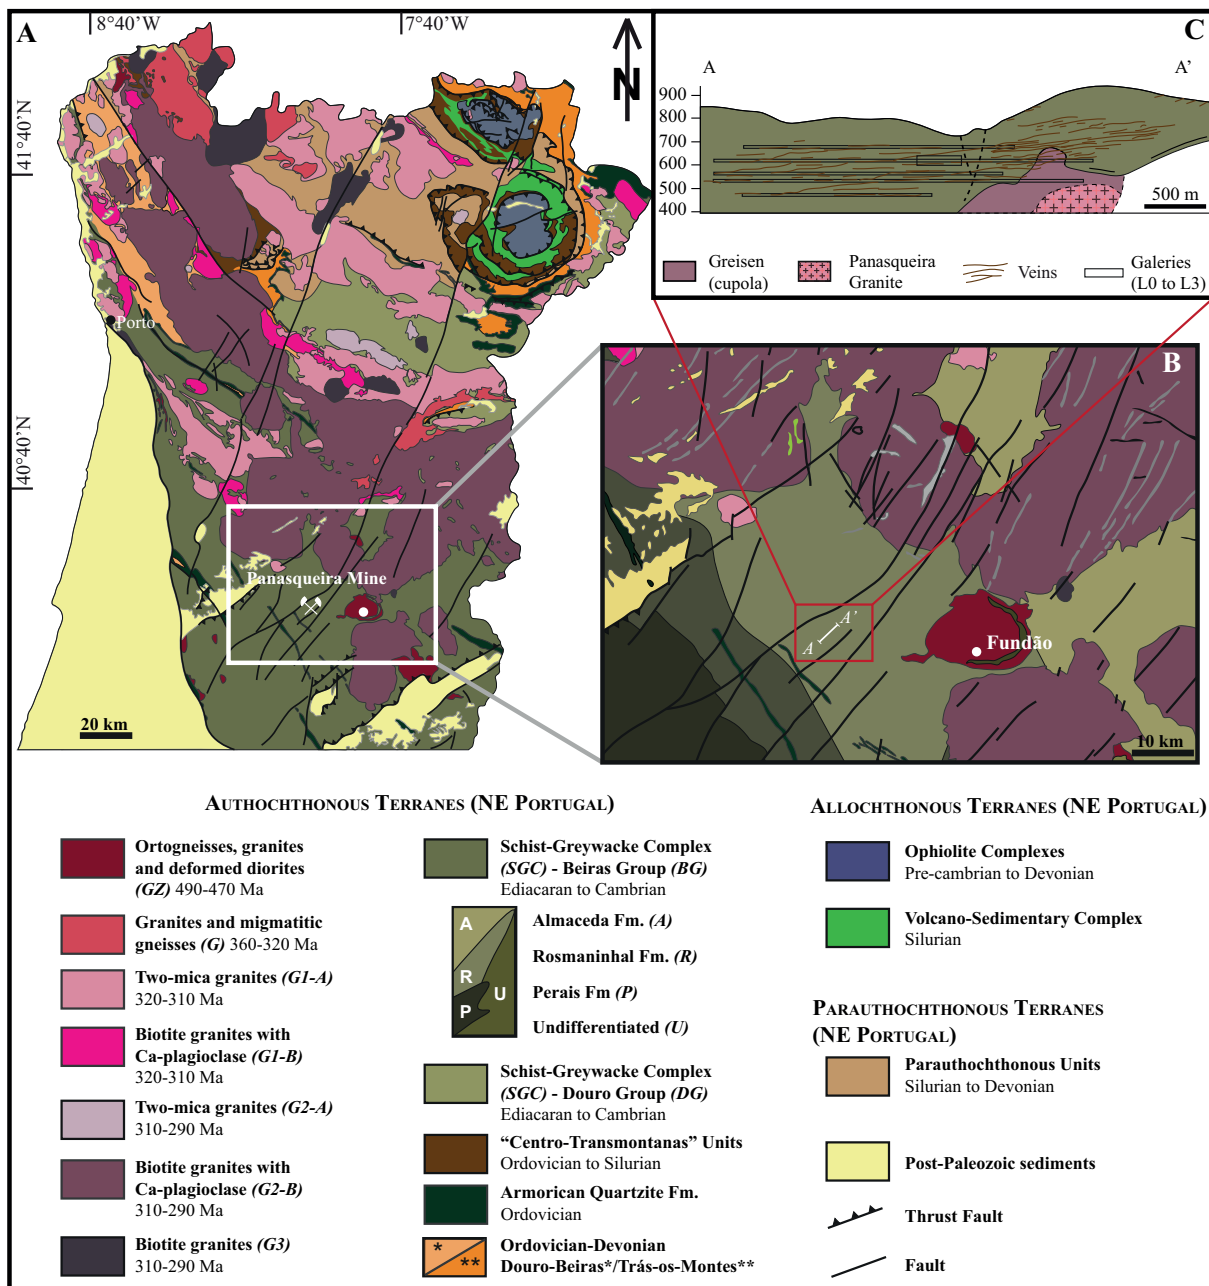 A
8°40'W
7°40'W
N
41°40'N
40°40'N
Porto
Panasqueira Mine
20 km
C
A
A'
900
800
700
600
500
400
500 m
Greisen
(cupola)
Panasqueira
Granite
Veins
Galeries
(L0 to L3)
B
A
A'
Fundão
10 km
Authochthonous Terranes (NE Portugal)
Ortogneisses, granites
and deformed diorites
(GZ) 490-470 Ma
Granites and migmatitic
gneisses (G) 360-320 Ma
Two-mica granites (G1-A)
320-310 Ma
Biotite granites with
Ca-plagioclase (G1-B)
320-310 Ma
Two-mica granites (G2-A)
310-290 Ma
Biotite granites with
Ca-plagioclase (G2-B)
310-290 Ma
Biotite granites (G3)
310-290 Ma
Schist-Greywacke Complex
(SGC) - Beiras Group (BG)
Ediacaran to Cambrian
A
R
P
U
Almaceda Fm. (A)
Rosmaninhal Fm. (R)
Perais Fm (P)
Undifferentiated (U)
Schist-Greywacke Complex
(SGC) - Douro Group (DG)
Ediacaran to Cambrian
“Centro-Transmontanas” Units
Ordovician to Silurian
Armorican Quartzite Fm.
Ordovician
* **
Ordovician-Devonian
Douro-Beiras*/Trás-os-Montes**
Allochthonous Terranes (NE Portugal)
Ophiolite Complexes
Pre-cambrian to Devonian
Volcano-Sedimentary Complex
Silurian
Parauthochthonous Terranes
(NE Portugal)
Parauthochthonous Units
Silurian to Devonian
Post-Paleozoic sediments
Thrust Fault
Fault